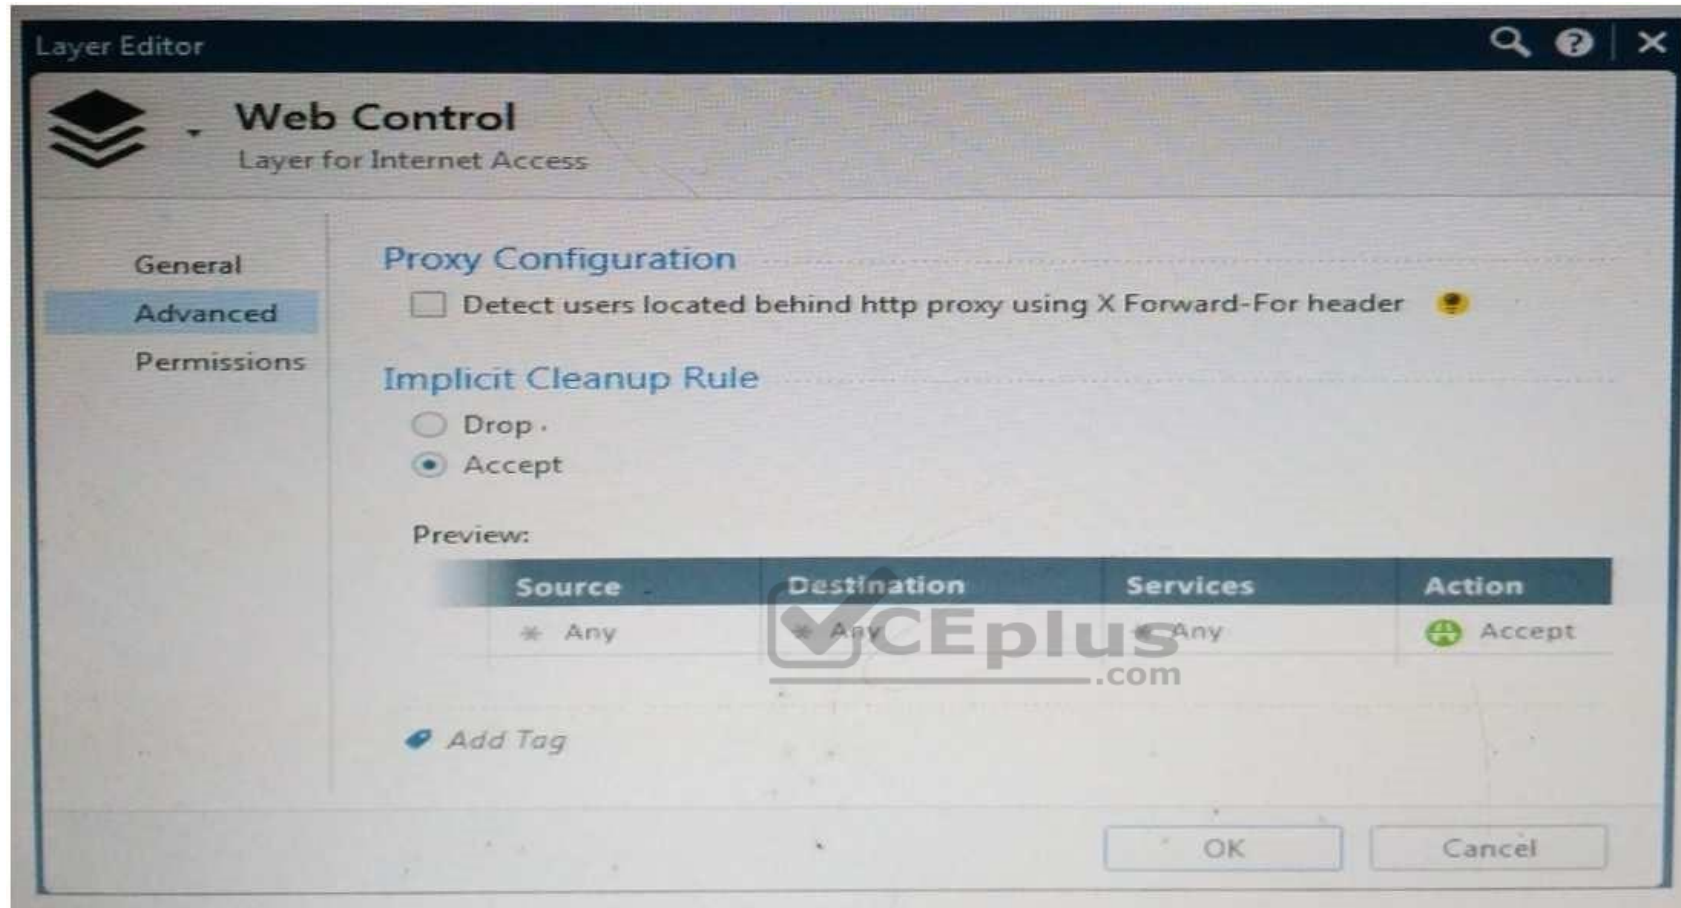 Layer Editor
Web Control
Layer for Internet Access
General
Advanced
Permissions
Proxy Configuration
Detect users located behind http proxy using X Forward-For header
Implicit Cleanup Rule
Drop
Accept
Preview:
Source Destination Services Action
Any Any Any Accept
CEplus
.com
Add Tag
OK Cancel